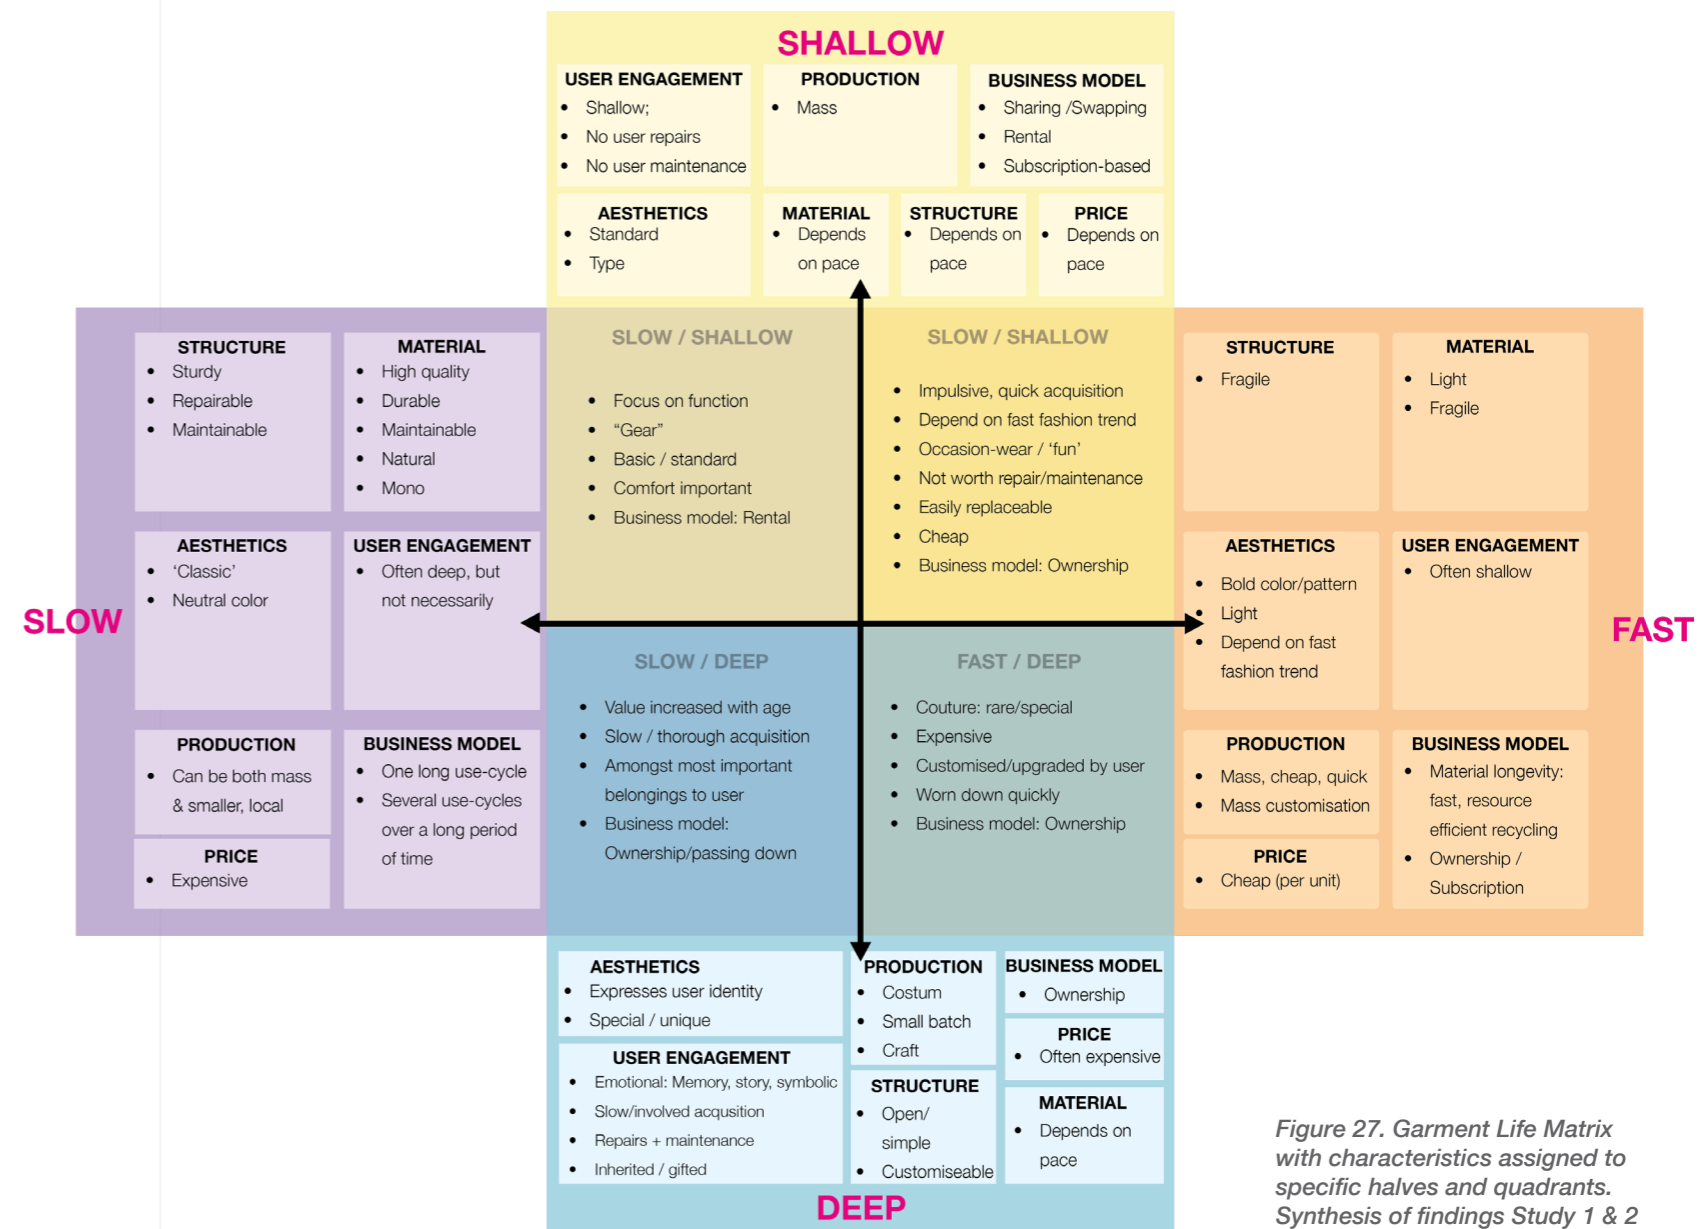 SHALLOW
USER ENGAGEMENT
• Shallow;
• No user repairs
• No user maintenance
PRODUCTION
• Mass
BUSINESS MODEL
• Sharing /Swapping
• Rental
• Subscription-based
AESTHETICS
• Standard
• Type
MATERIAL
• Depends
on pace
STRUCTURE
• Depends on
pace
PRICE
• Depends on
pace
SLOW
STRUCTURE
• Sturdy
• Repairable
• Maintainable
MATERIAL
• High quality
• Durable
• Maintainable
• Natural
• Mono
AESTHETICS
• ‘Classic’
• Neutral color
USER ENGAGEMENT
• Often deep, but
not necessarily
PRODUCTION
• Can be both mass
& smaller, local
PRICE
• Expensive
BUSINESS MODEL
• One long use-cycle
• Several use-cycles
over a long period
of time
SLOW / SHALLOW
• Focus on function
• “Gear”
• Basic / standard
• Comfort important
• Business model: Rental
SLOW / SHALLOW
• Impulsive, quick acquisition
• Depend on fast fashion trend
• Occasion-wear / ‘fun’
• Not worth repair/maintenance
• Easily replaceable
• Cheap
• Business model: Ownership
SLOW / DEEP
• Value increased with age
• Slow / thorough acquisition
• Amongst most important
belongings to user
• Business model:
Ownership/passing down
FAST / DEEP
• Couture: rare/special
• Expensive
• Customised/upgraded by user
• Worn down quickly
• Business model: Ownership
FAST
STRUCTURE
• Fragile
MATERIAL
• Light
• Fragile
AESTHETICS
• Bold color/pattern
• Light
• Depend on fast
fashion trend
USER ENGAGEMENT
• Often shallow
PRODUCTION
• Mass, cheap, quick
• Mass customisation
PRICE
• Cheap (per unit)
BUSINESS MODEL
• Material longevity:
fast, resource
efficient recycling
• Ownership /
Subscription
AESTHETICS
• Expresses user identity
• Special / unique
USER ENGAGEMENT
• Emotional: Memory, story, symbolic
• Slow/involved acqusition
• Repairs + maintenance
• Inherited / gifted
PRODUCTION
• Costum
• Small batch
• Craft
STRUCTURE
• Open/
simple
• Customiseable
BUSINESS MODEL
• Ownership
PRICE
• Often expensive
MATERIAL
• Depends on
pace
DEEP
Figure 27. Garment Life Matrix
with characteristics assigned to
specific halves and quadrants.
Synthesis of findings Study 1 & 2